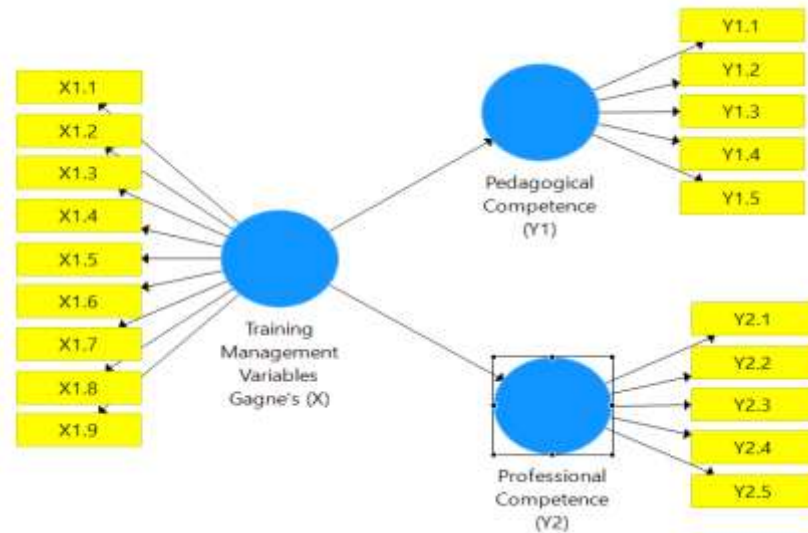 X1.1
X1.2
X1.3
X1.4
X1.5
X1.6
X1.7
X1.8
X1.9
Training
Management
Variables
Gagne's (X)
Pedagogical
Competence
(Y1)
Y1.1
Y1.2
Y1.3
Y1.4
Y1.5
Professional
Competence
(Y2)
Y2.1
Y2.2
Y2.3
Y2.4
Y2.5